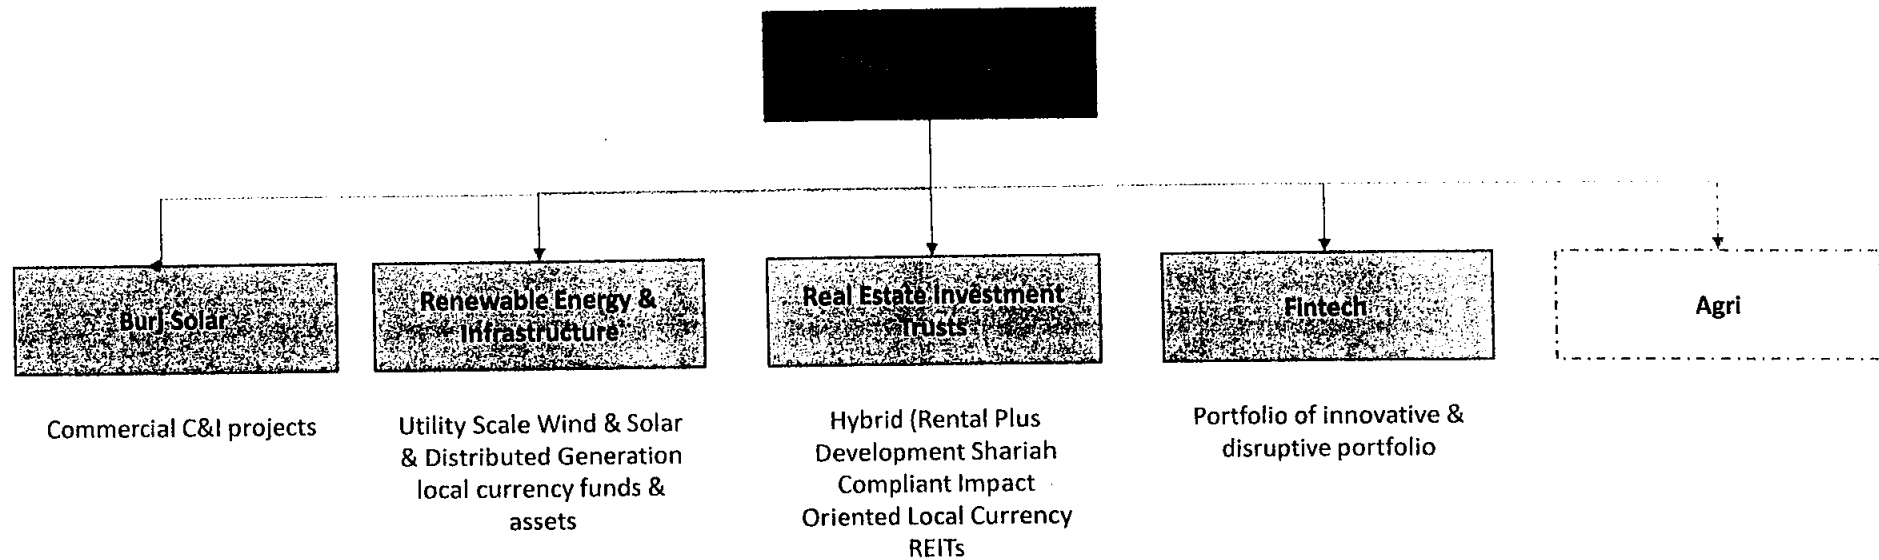 Burj Solar
Renewable Energy &
Infrastructure
Real Estate Investment
Trusts
Fintech
Agri
Commercial C&I projects
Utility Scale Wind & Solar
& Distributed Generation
local currency funds &
assets
Hybrid (Rental Plus
Development Shariah
Compliant Impact
Oriented Local Currency
REITs
Portfolio of innovative &
disruptive portfolio